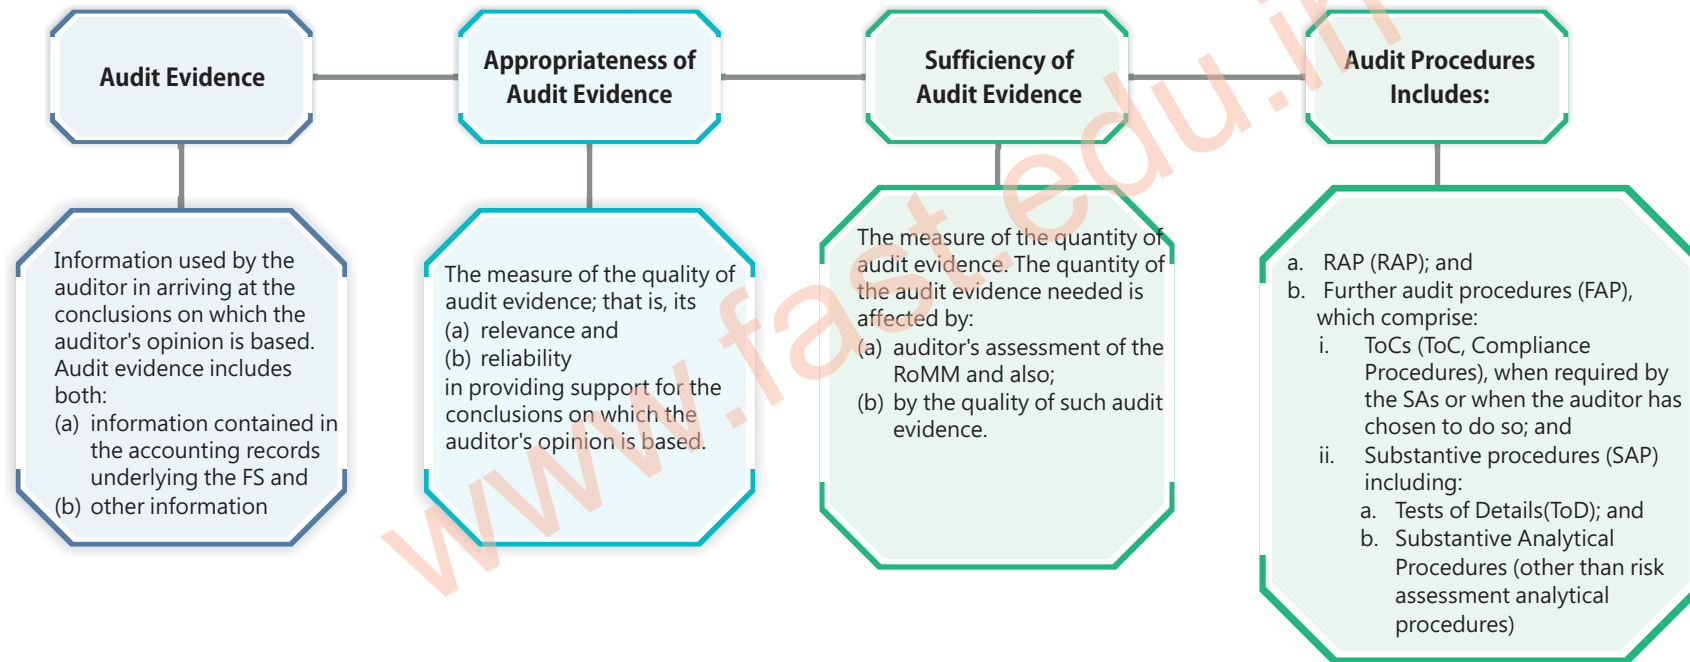 Audit Evidence
Appropriateness of
Audit Evidence
Sufficiency of
Audit Evidence
Audit Procedures
Includes:
Information used by the
auditor in arriving at the
conclusions on which the
auditor's opinion is based.
Audit evidence includes
both:
(a) information contained in
the accounting records
underlying the FS and
(b) other information
The measure of the quality of
audit evidence; that is, its
(a) relevance and
(b) reliability
in providing support for the
conclusions on which the
auditor's opinion is based.
The measure of the quantity of
audit evidence. The quantity of
the audit evidence needed is
affected by:
(a) auditor's assessment of the
RoMM and also;
(b) by the quality of such audit
evidence.
a. RAP (RAP); and
b. Further audit procedures (FAP),
which comprise:
i. ToCs (ToC, Compliance
Procedures), when required by
the SAs or when the auditor has
chosen to do so; and
ii. Substantive procedures (SAP)
including:
a. Tests of Details(ToD); and
b. Substantive Analytical
Procedures (other than risk
assessment analytical
procedures)
www.fast.edu.in